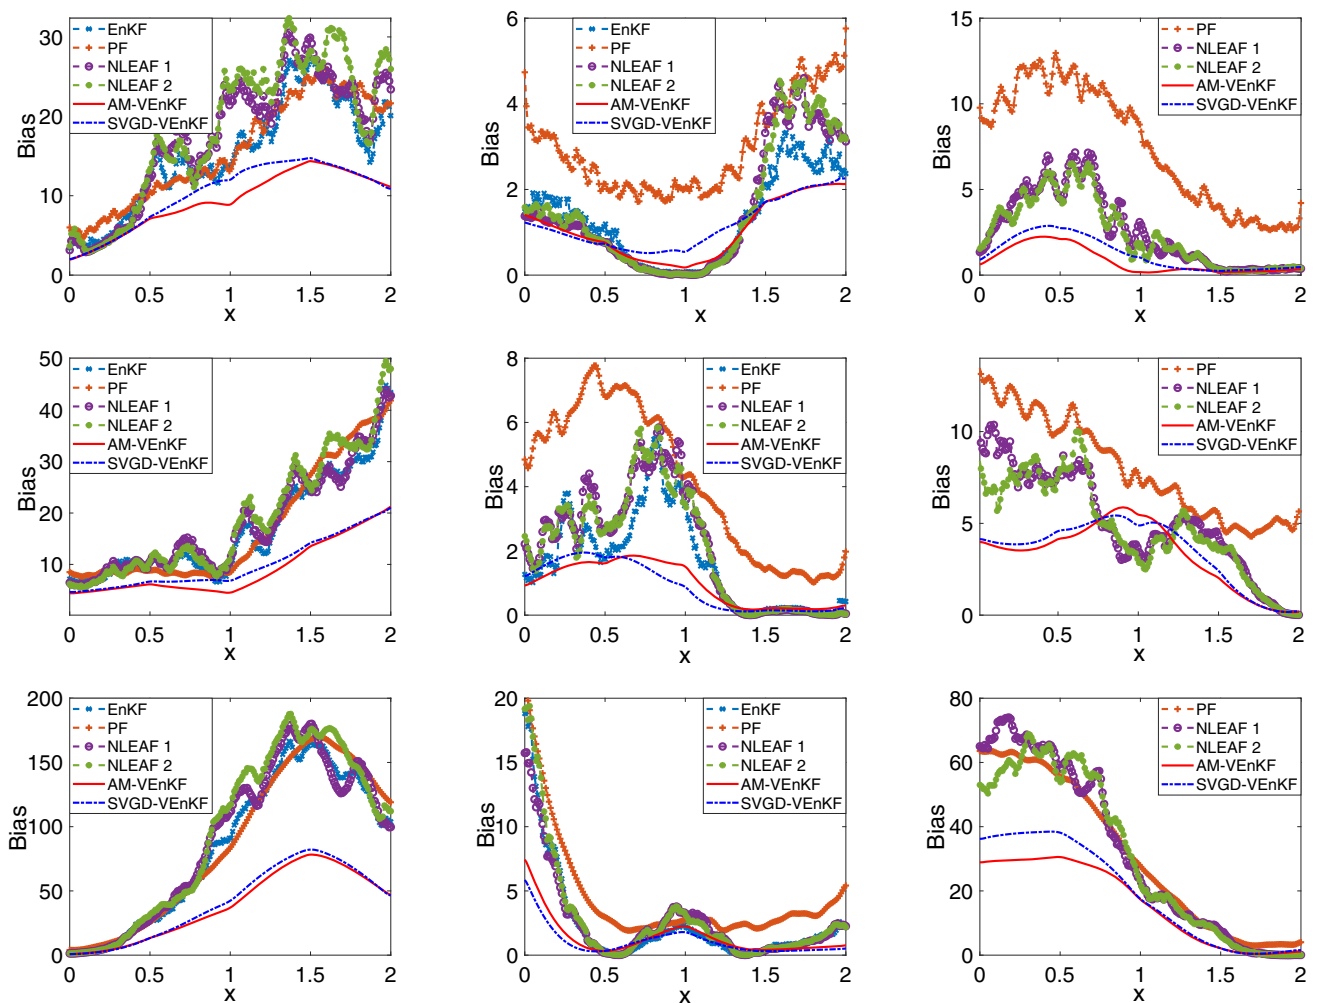 30
20
10
0
Bias
EnKF
PF
NLEAF 1
NLEAF 2
AM-VEnKF
SVGD-VEnKF
0 0.5 1 1.5 2
x
6
4
2
0
Bias
EnKF
PF
NLEAF 1
NLEAF 2
AM-VEnKF
SVGD-VEnKF
0 0.5 1 1.5 2
x
15
10
5
0
Bias
PF
NLEAF 1
NLEAF 2
AM-VEnKF
SVGD-VEnKF
0 0.5 1 1.5 2
x
50
40
30
20
10
Bias
EnKF
PF
NLEAF 1
NLEAF 2
AM-VEnKF
SVGD-VEnKF
0 0.5 1 1.5 2
x
8
6
4
2
0
Bias
EnKF
PF
NLEAF 1
NLEAF 2
AM-VEnKF
SVGD-VEnKF
0 0.5 1 1.5 2
x
10
5
0
Bias
PF
NLEAF 1
NLEAF 2
AM-VEnKF
SVGD-VEnKF
0.5 1 1.5 2
x
200
150
100
50
0
Bias
EnKF
PF
NLEAF 1
NLEAF 2
AM-VEnKF
SVGD-VEnKF
0 0.5 1 1.5 2
x
20
15
10
5
0
Bias
EnKF
PF
NLEAF 1
NLEAF 2
AM-VEnKF
SVGD-VEnKF
0 0.5 1 1.5 2
x
80
60
40
20
0
Bias
PF
NLEAF 1
NLEAF 2
AM-VEnKF
SVGD-VEnKF
0 0.5 1 1.5 2
x